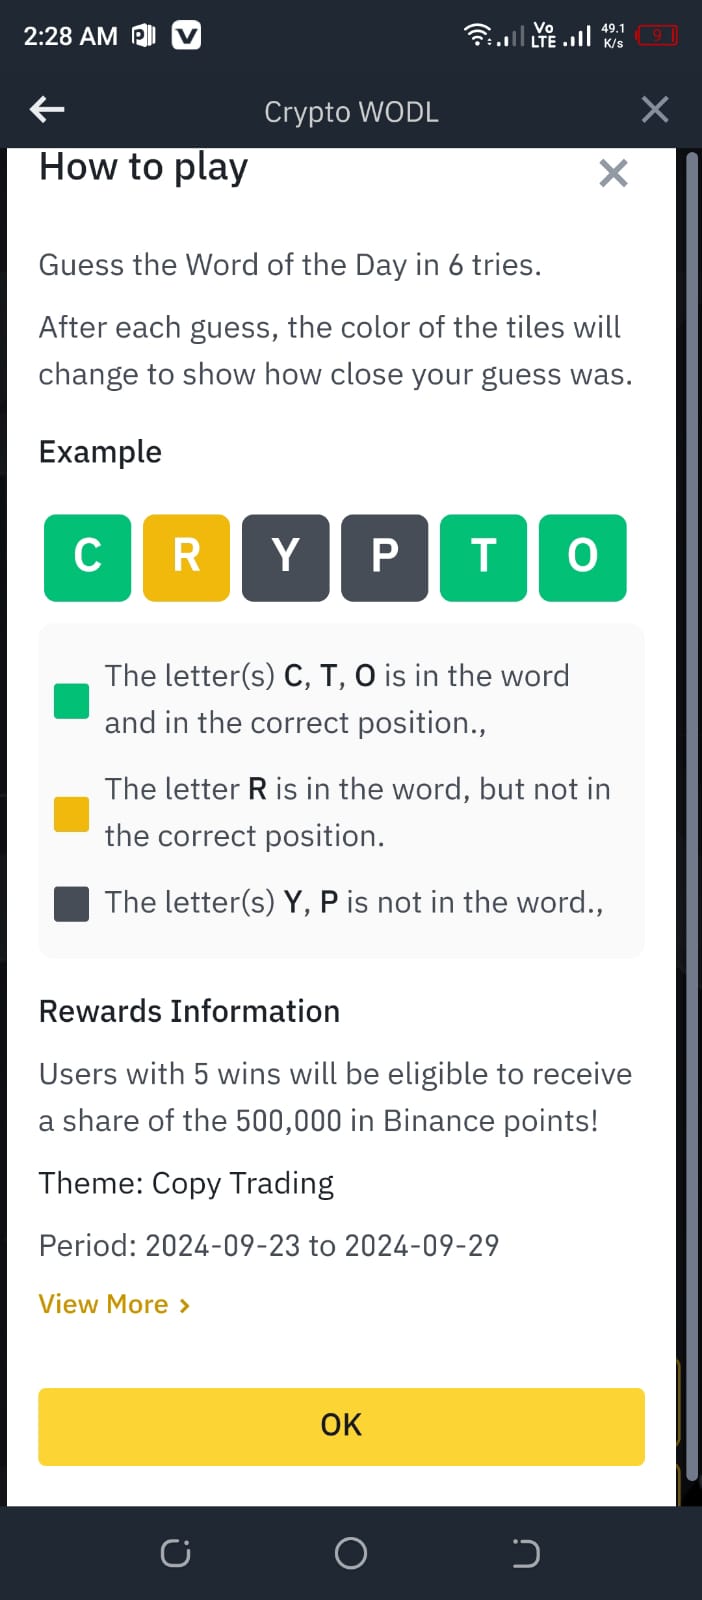 2:28 AM
Vo LTE
49.1 K/s
9
Crypto WODL
How to play
Guess the Word of the Day in 6 tries.
After each guess, the color of the tiles will
change to show how close your guess was.
Example
C R Y P T O
The letter(s) C, T, O is in the word
and in the correct position.,
The letter R is in the word, but not in
the correct position.
The letter(s) Y, P is not in the word.,
Rewards Information
Users with 5 wins will be eligible to receive
a share of the 500,000 in Binance points!
Theme: Copy Trading
Period: 2024-09-23 to 2024-09-29
View More >
OK